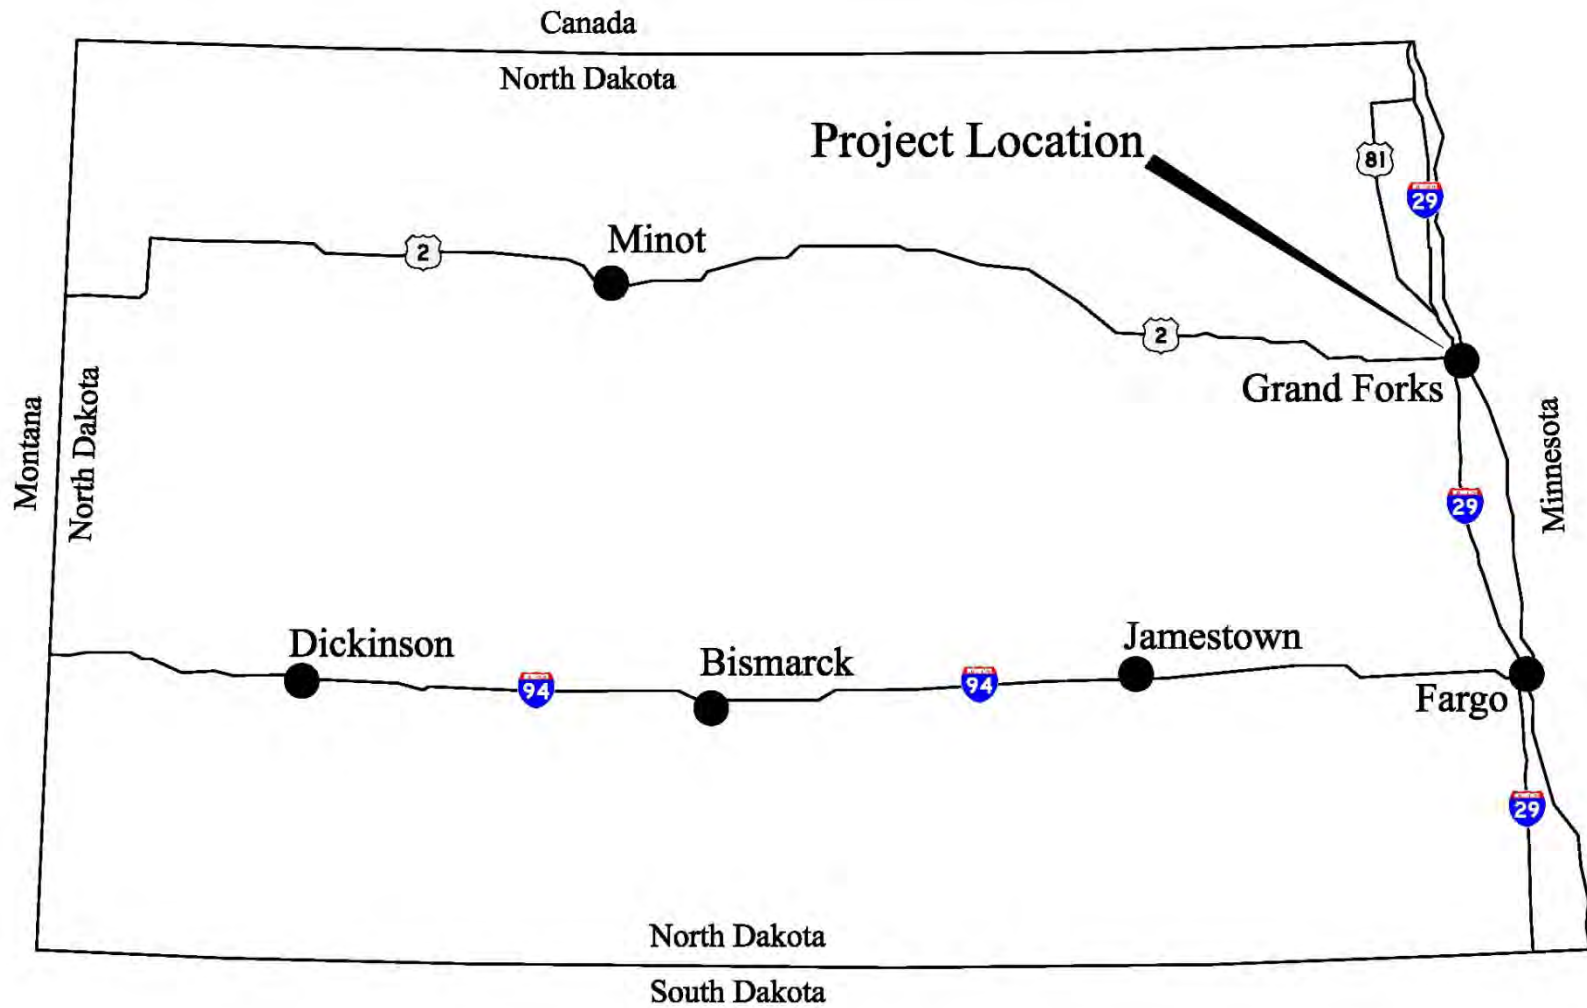 Canada
North Dakota
Project Location
81
29
Minot
2
2
Grand Forks
Montana
North Dakota
Minnesota
29
Dickinson
Bismarck
Jamestown
94
94
Fargo
29
North Dakota
South Dakota